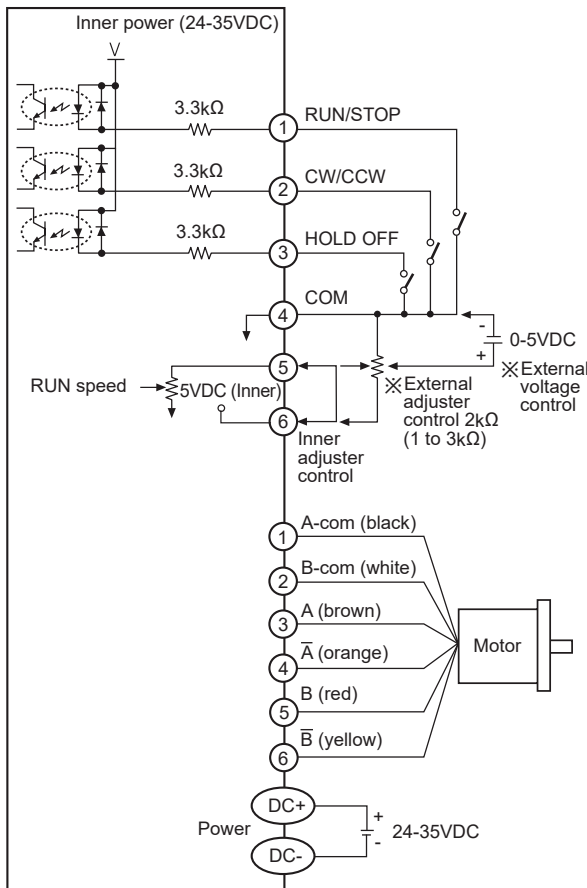 Inner power (24-35VDC)
V
3.3kΩ
1
RUN/STOP
3.3kΩ
2
CW/CCW
3.3kΩ
3
HOLD OFF
4
COM
-
0-5VDC
+
5
RUN speed
5VDC (Inner)
6
Inner
adjuster
control
※External
adjuster
control 2kΩ
(1 to 3kΩ)
※External
voltage
control
1
A-com (black)
2
B-com (white)
3
A (brown)
4
A̅ (orange)
5
B (red)
6
B̅ (yellow)
Motor
Power
DC+
DC-
+
-
24-35VDC